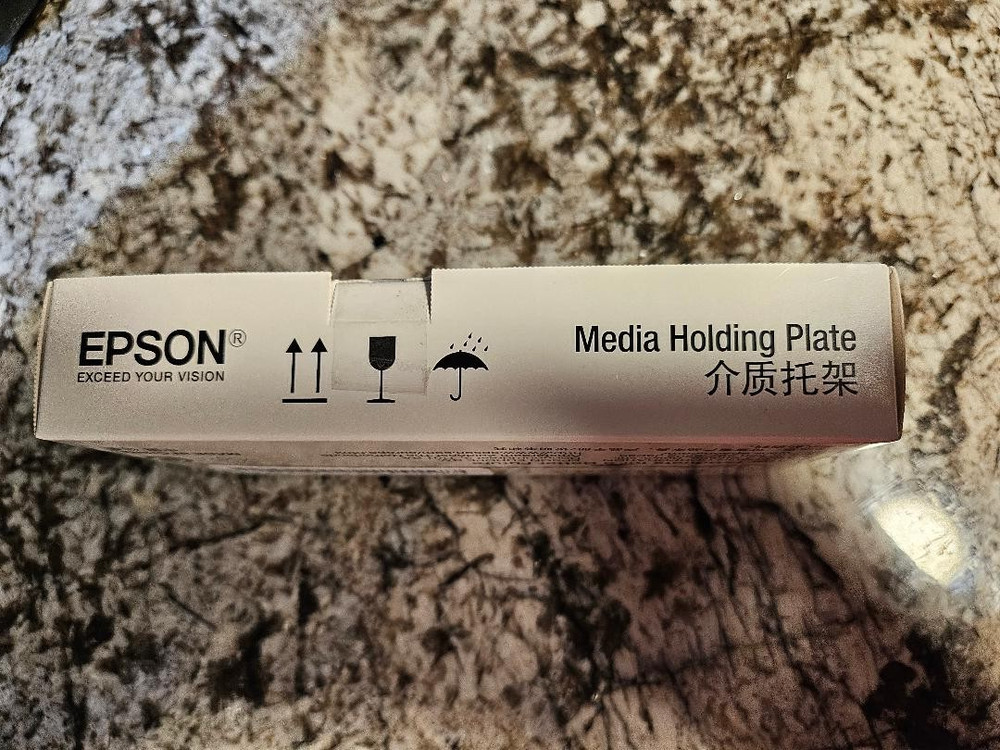 EPSON®
EXCEED YOUR VISION
Media Holding Plate
介质托架